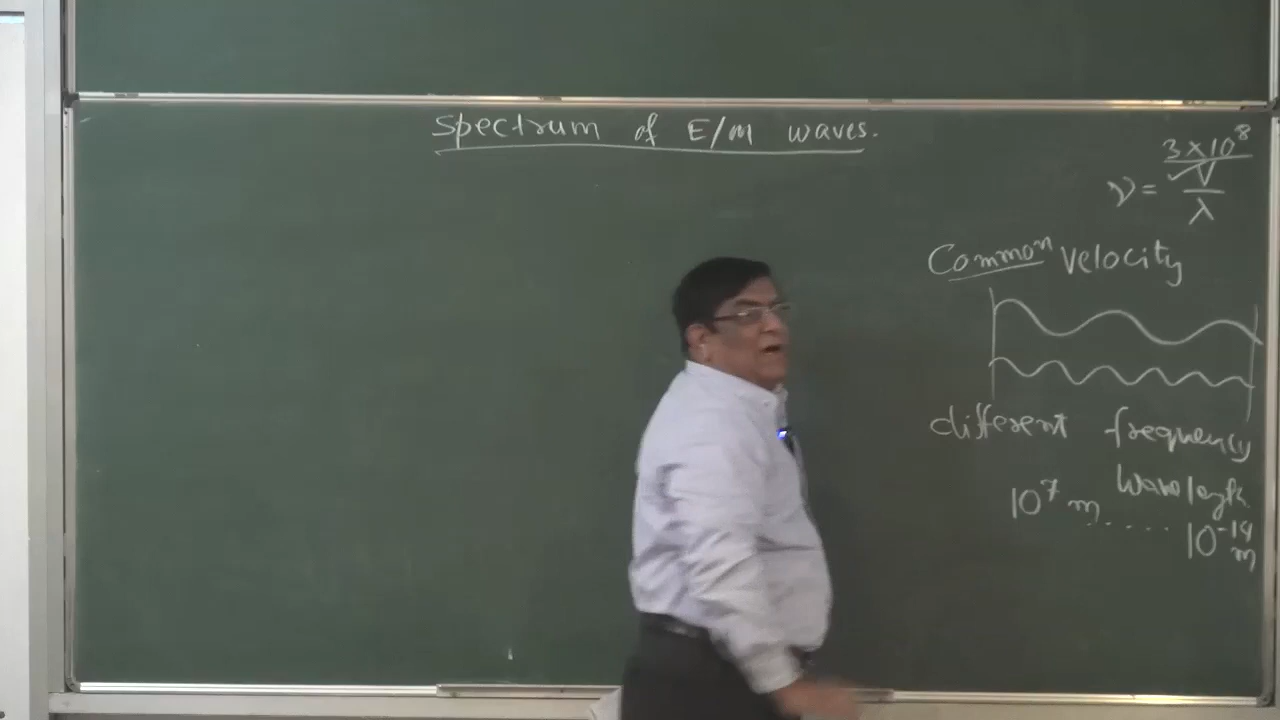 Spectrum of E/M waves.
3×10⁸
ν = V
λ
Common velocity
different frequency
Wavelength
10⁷ m ...... 10⁻¹⁴
m